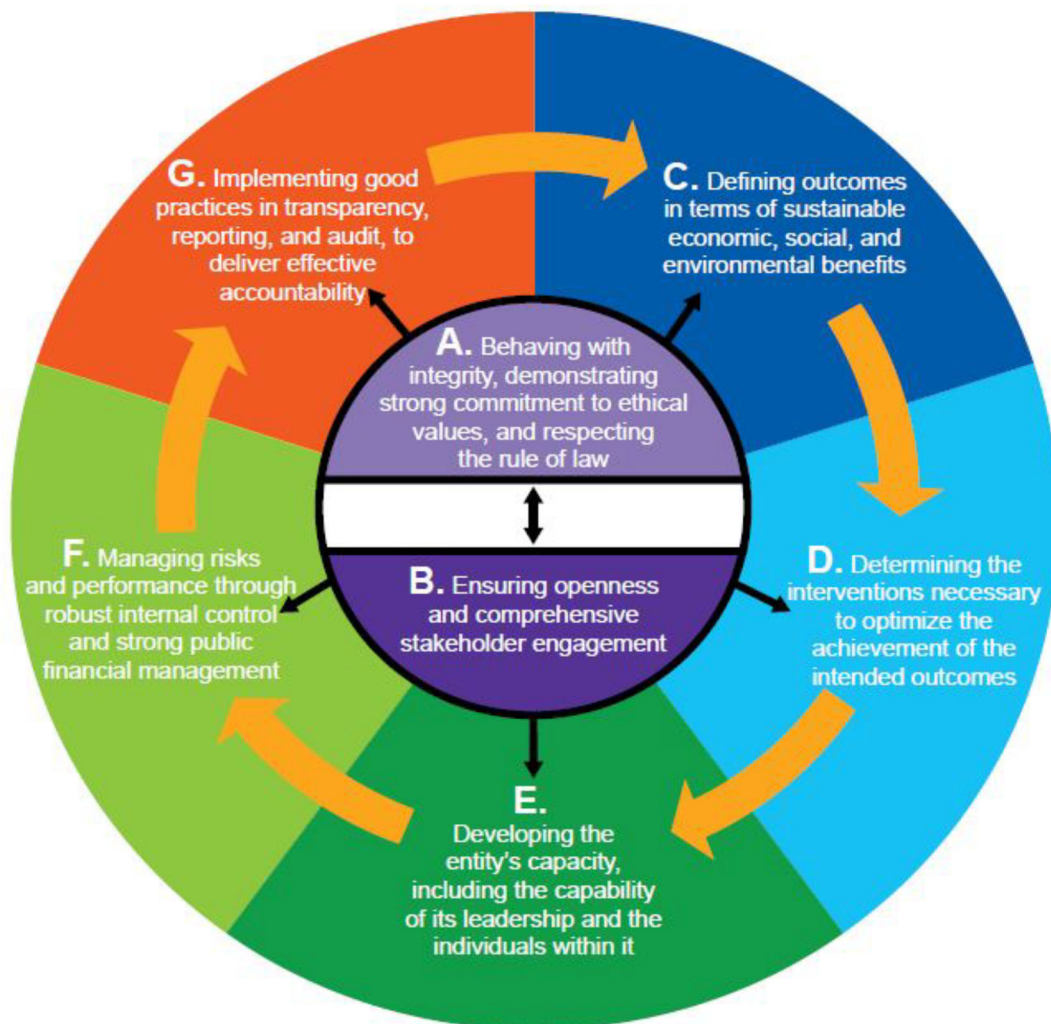 A. Behaving with
integrity, demonstrating
strong commitment to ethical
values, and respecting
the rule of law
B. Ensuring openness
and comprehensive
stakeholder engagement
C. Defining outcomes
in terms of sustainable
economic, social, and
environmental benefits
D. Determining the
interventions necessary
to optimize the
achievement of the
intended outcomes
E.
Developing the
entity's capacity,
including the capability
of its leadership and the
individuals within it
F. Managing risks
and performance through
robust internal control
and strong public
financial management
G. Implementing good
practices in transparency,
reporting, and audit, to
deliver effective
accountability